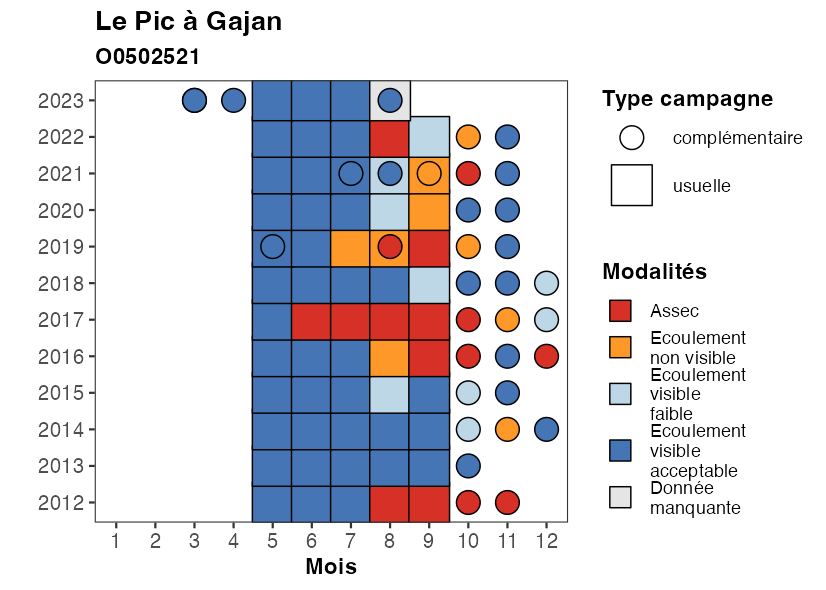 Le Pic à Gajan
O0502521
2023
2022
2021
2020
2019
2018
2017
2016
2015
2014
2013
2012
1 2 3 4 5 6 7 8 9 10 11 12
Mois
Type campagne
complémentaire
usuelle
Modalités
Assec
Ecoulement
non visible
Ecoulement
visible
faible
Ecoulement
visible
acceptable
Donnée
manquante